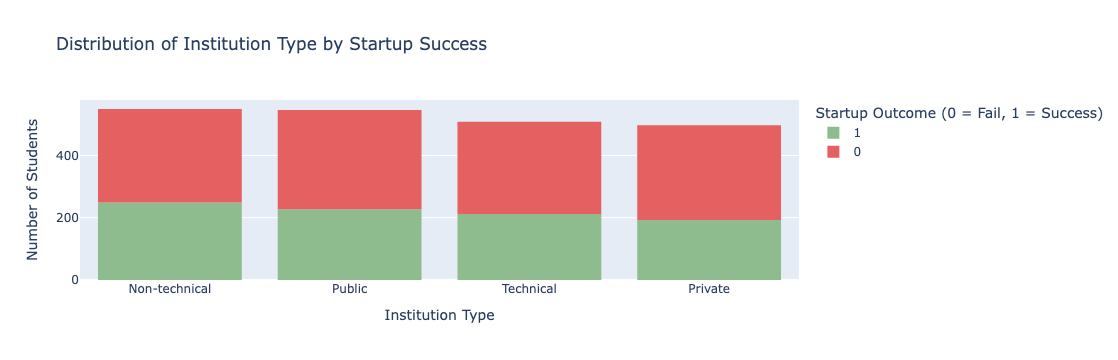 Distribution of Institution Type by Startup Success
Startup Outcome (0 = Fail, 1 = Success)
1
0
Number of Students
400
200
0
Non-technical
Public
Technical
Private
Institution Type